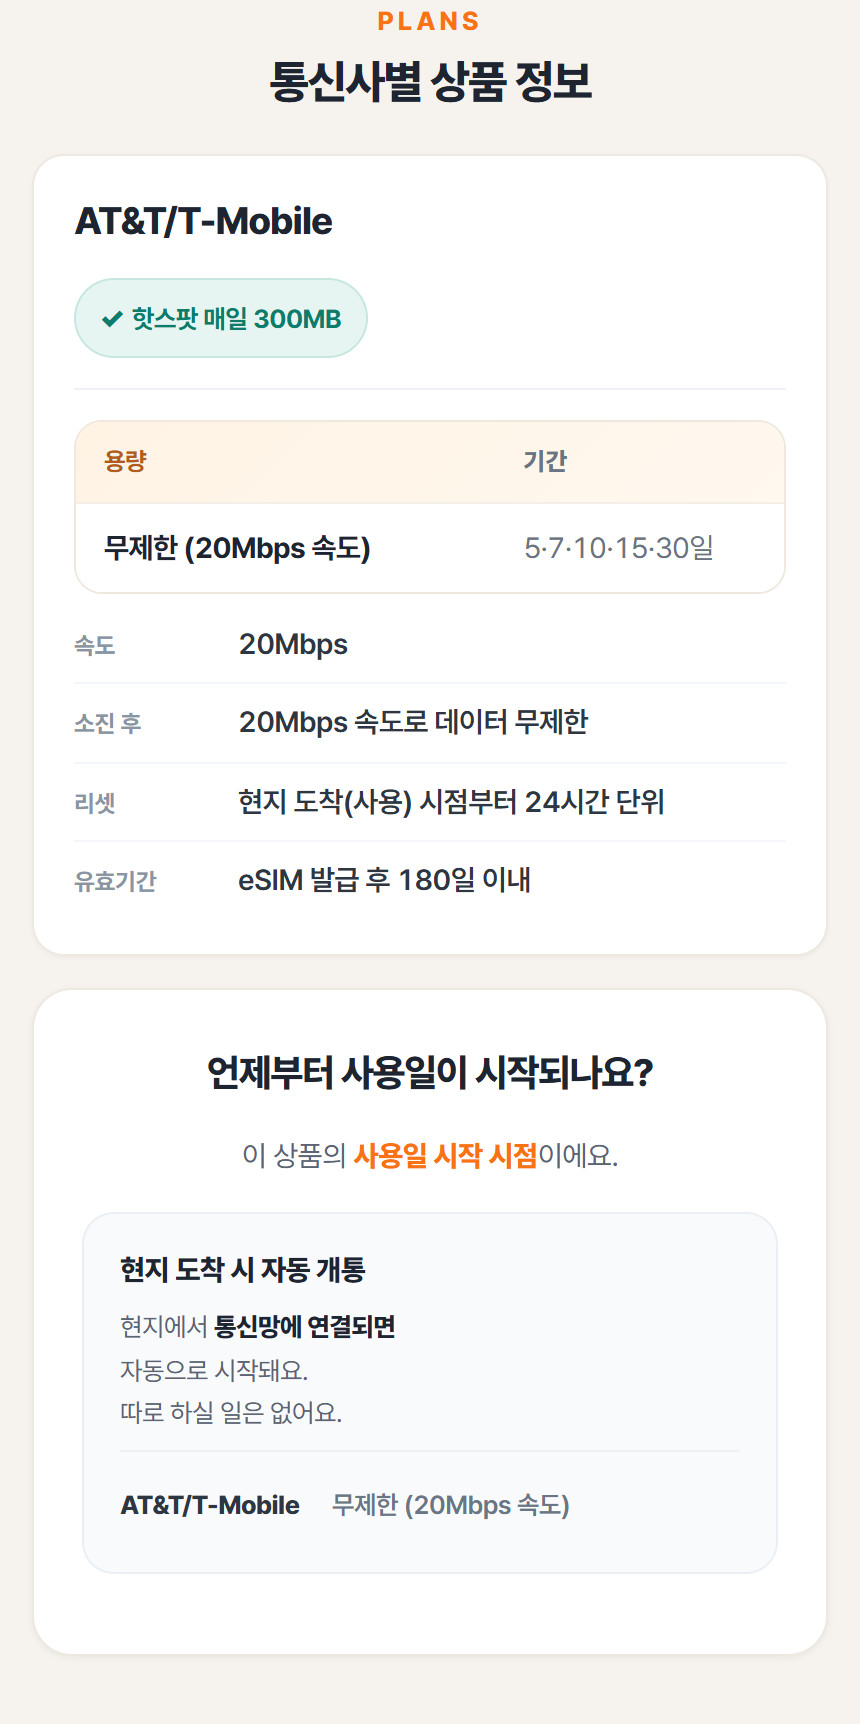 PLANS
통신사별 상품 정보
AT&T/T-Mobile
✔ 핫스팟 매일 300MB
용량 기간
무제한 (20Mbps 속도) 5·7·10·15·30일
속도 20Mbps
소진 후 20Mbps 속도로 데이터 무제한
리셋 현지 도착(사용) 시점부터 24시간 단위
유효기간 eSIM 발급 후 180일 이내
언제부터 사용일이 시작되나요?
이 상품의 사용일 시작 시점이에요.
현지 도착 시 자동 개통
현지에서 통신망에 연결되면
자동으로 시작돼요.
따로 하실 일은 없어요.
AT&T/T-Mobile 무제한 (20Mbps 속도)